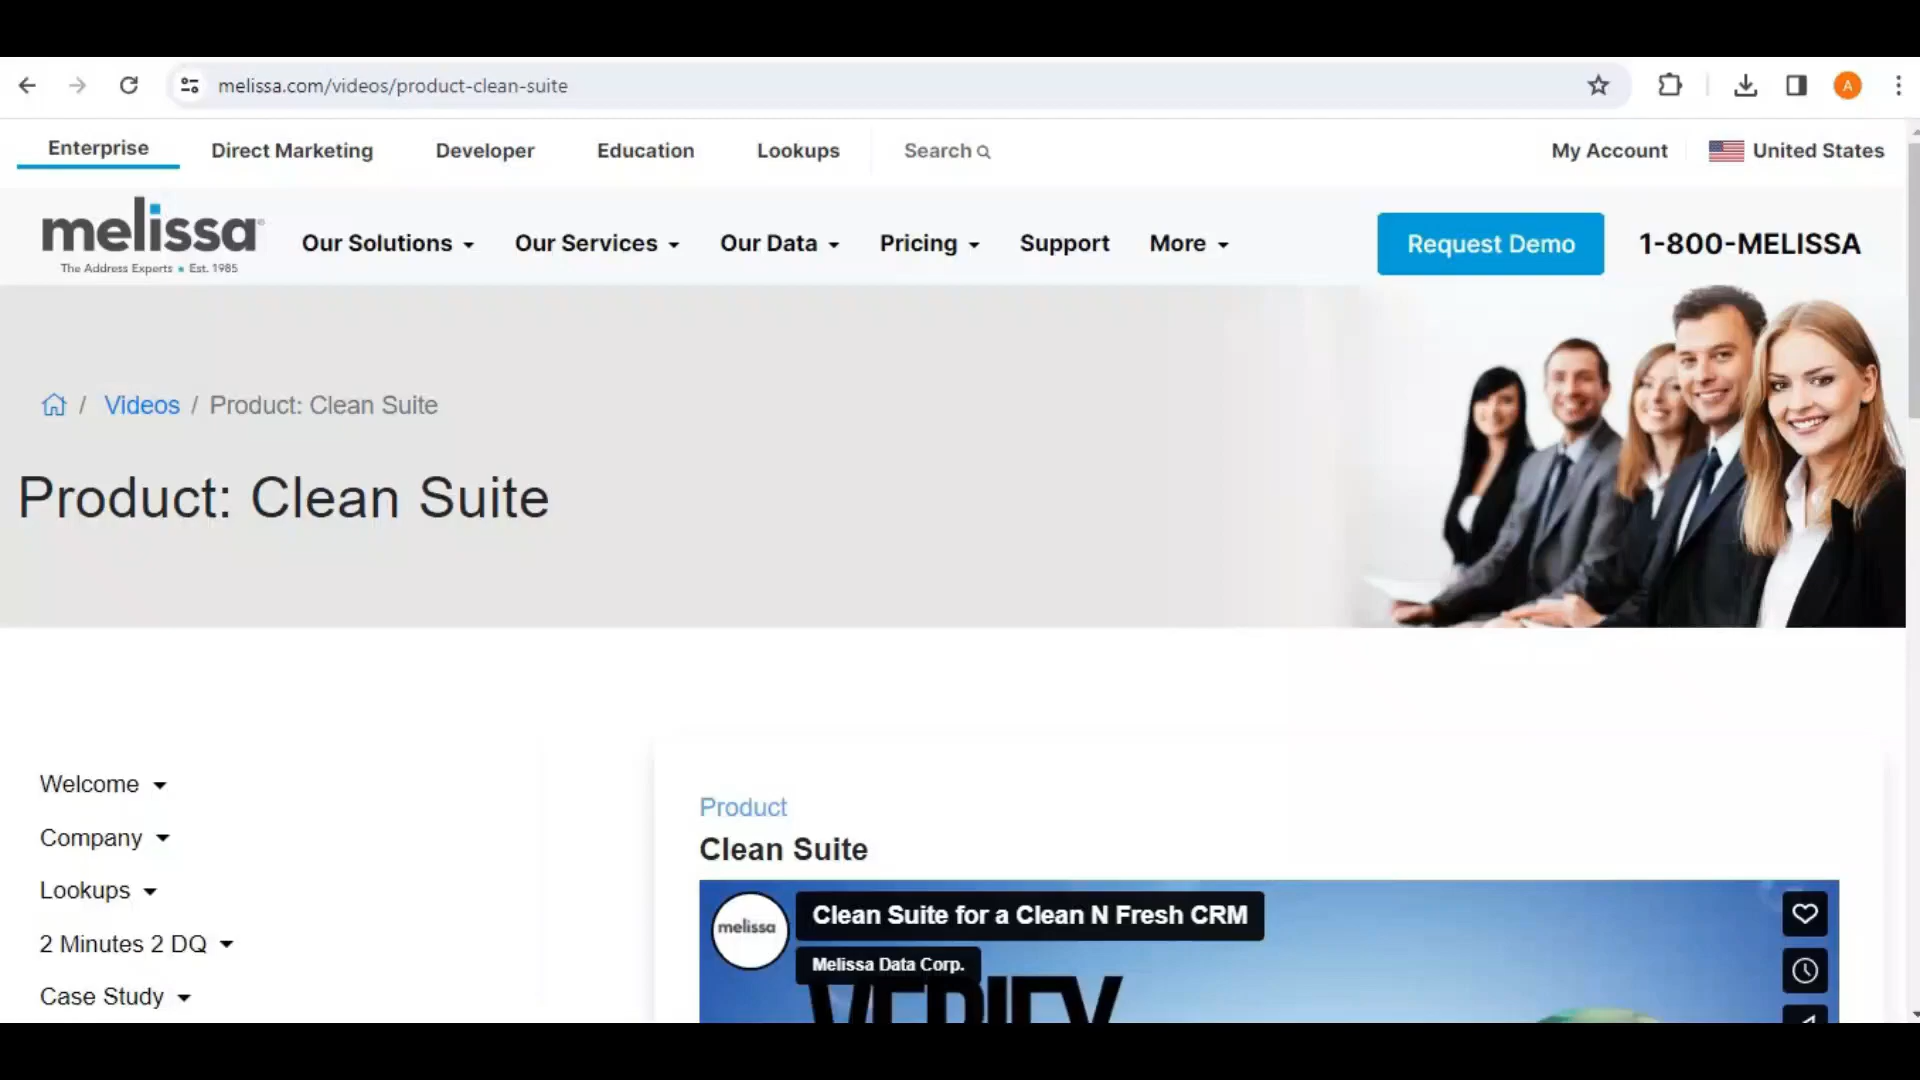 melissa.com/videos/product-clean-suite
A
Enterprise
Direct Marketing
Developer
Education
Lookups
Search
My Account
United States
melissa
The Address Experts • Est. 1985
Our Solutions
Our Services
Our Data
Pricing
Support
More
Request Demo
1-800-MELISSA
/ Videos / Product: Clean Suite
Product: Clean Suite
Welcome
Company
Lookups
2 Minutes 2 DQ
Case Study
Product
Clean Suite
melissa
Clean Suite for a Clean N Fresh CRM
Melissa Data Corp.
VERIFY